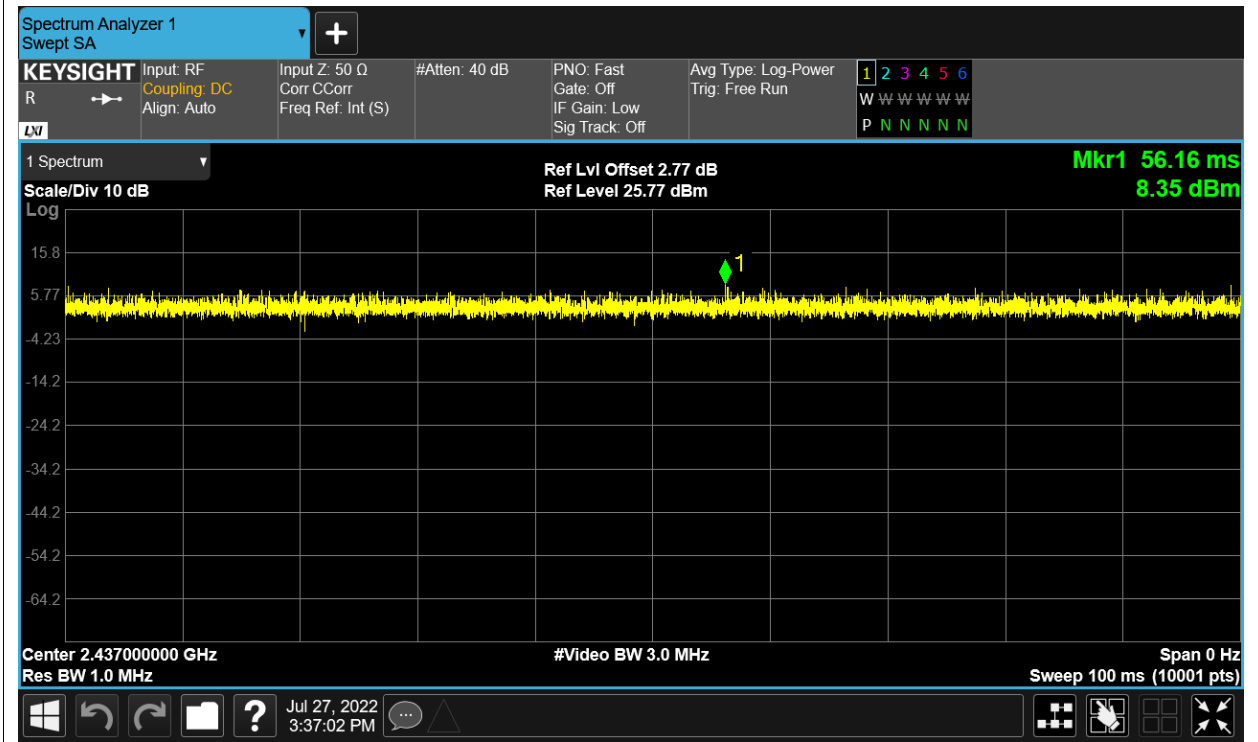 Spectrum Analyzer 1
Swept SA
▼
+
KEYSIGHT
R
LXI
Input: RF
Coupling: DC
Align: Auto
Input Z: 50 Ω
Corr CCorr
Freq Ref: Int (S)
#Atten: 40 dB
PNO: Fast
Gate: Off
IF Gain: Low
Sig Track: Off
Avg Type: Log-Power
Trig: Free Run
1 2 3 4 5 6
W W W W W W
P N N N N N
1 Spectrum ▼
Scale/Div 10 dB
Ref Lvl Offset 2.77 dB
Ref Level 25.77 dBm
Mkr1 56.16 ms
8.35 dBm
Log
15.8
5.77
-4.23
-14.2
-24.2
-34.2
-44.2
-54.2
-64.2
1
Center 2.437000000 GHz
Res BW 1.0 MHz
#Video BW 3.0 MHz
Span 0 Hz
Sweep 100 ms (10001 pts)
?
Jul 27, 2022
3:37:02 PM